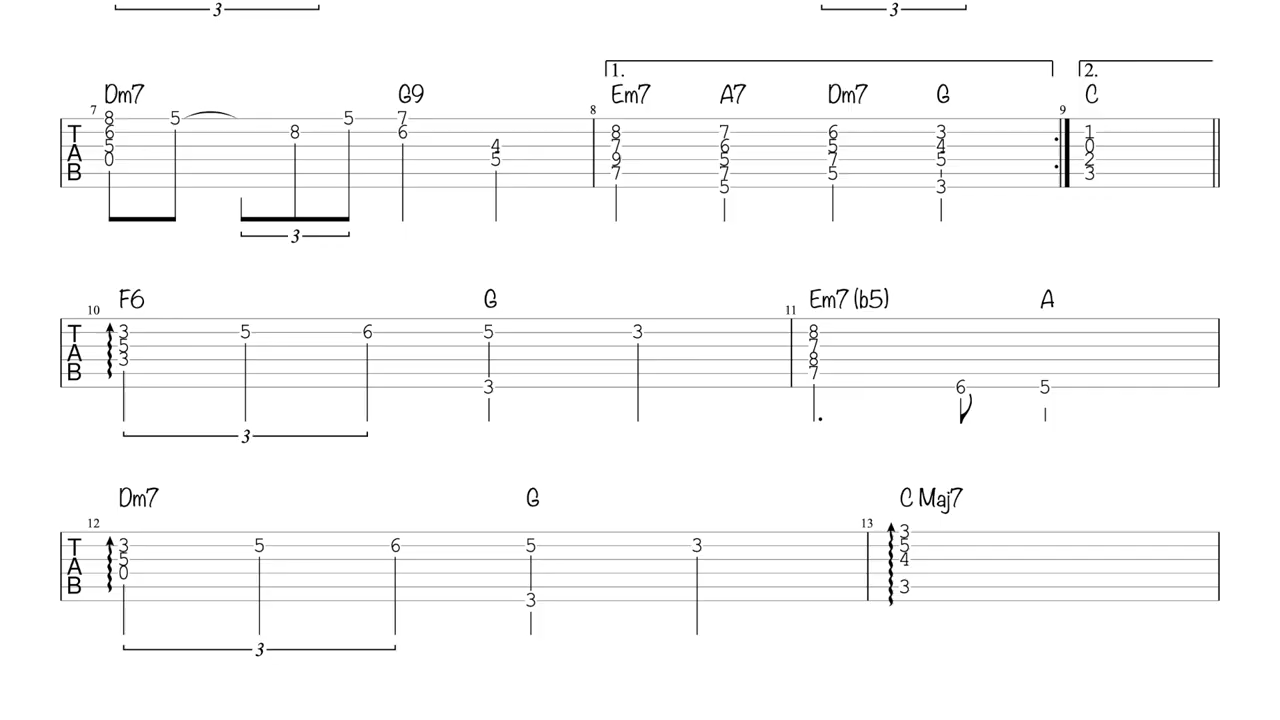 3 3
1. 2.
Dm7 G9 Em7 A7 Dm7 G C
7 8 9
8 5 5 7
T 6 8 6 8 7 6 3 1
A 5 4 7 6 5 4 0
0 5 9 5 7 5 2
B 7 7 5 3
5 3
3
F6 G Em7 (b5) A
10 11
T 3 5 6 5 3 8
A 5 7
3 8
B 7
3 6 5
3
Dm7 G C Maj7
12 13
3
T 3 5 6 5 3 5
A 5 4
0
B 3
3
3